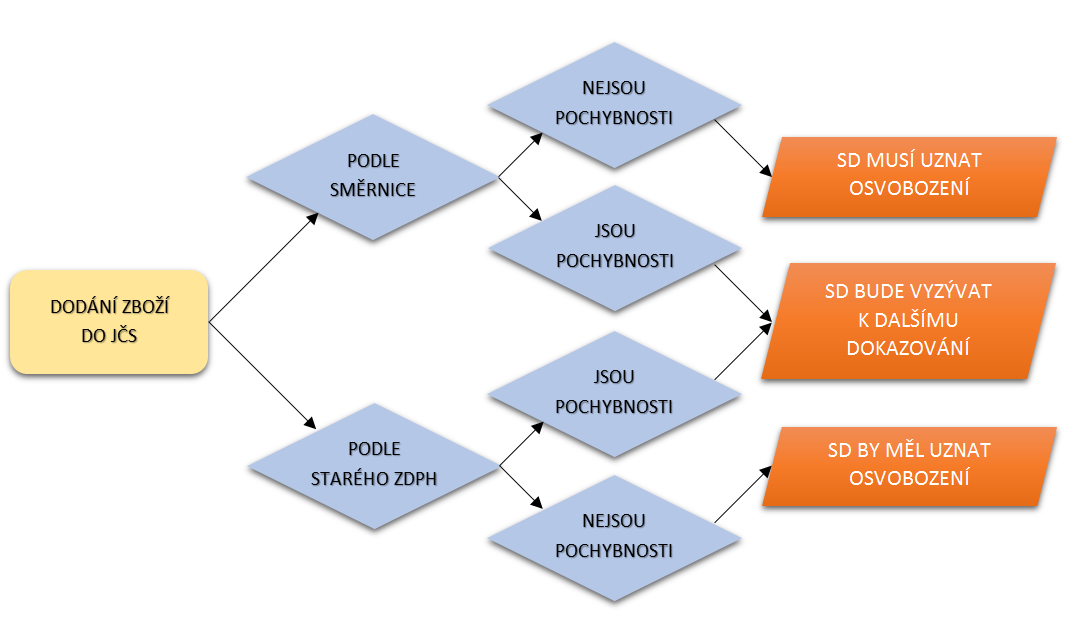 DODÁNÍ ZBOŽÍ
DO JČS
PODLE
SMĚRNICE
NEJSOU
POCHYBNOSTI
JSOU
POCHYBNOSTI
SD MUSÍ UZNAT
OSVOBOZENÍ
SD BUDE VYZÝVAT
K DALŠÍMU
DOKAZOVÁNÍ
PODLE
STARÉHO ZDPH
JSOU
POCHYBNOSTI
NEJSOU
POCHYBNOSTI
SD BY MĚL UZNAT
OSVOBOZENÍ